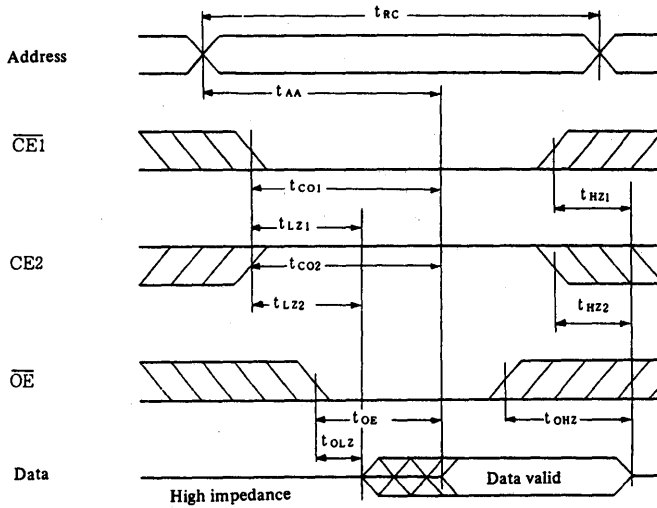 tRC
Address
tAA
CE1
tCO1
tHZ1
tLZ1
CE2
tCO2
tLZ2
tHZ2
OE
tOE
tOHZ
tOLZ
Data
Data valid
High impedance